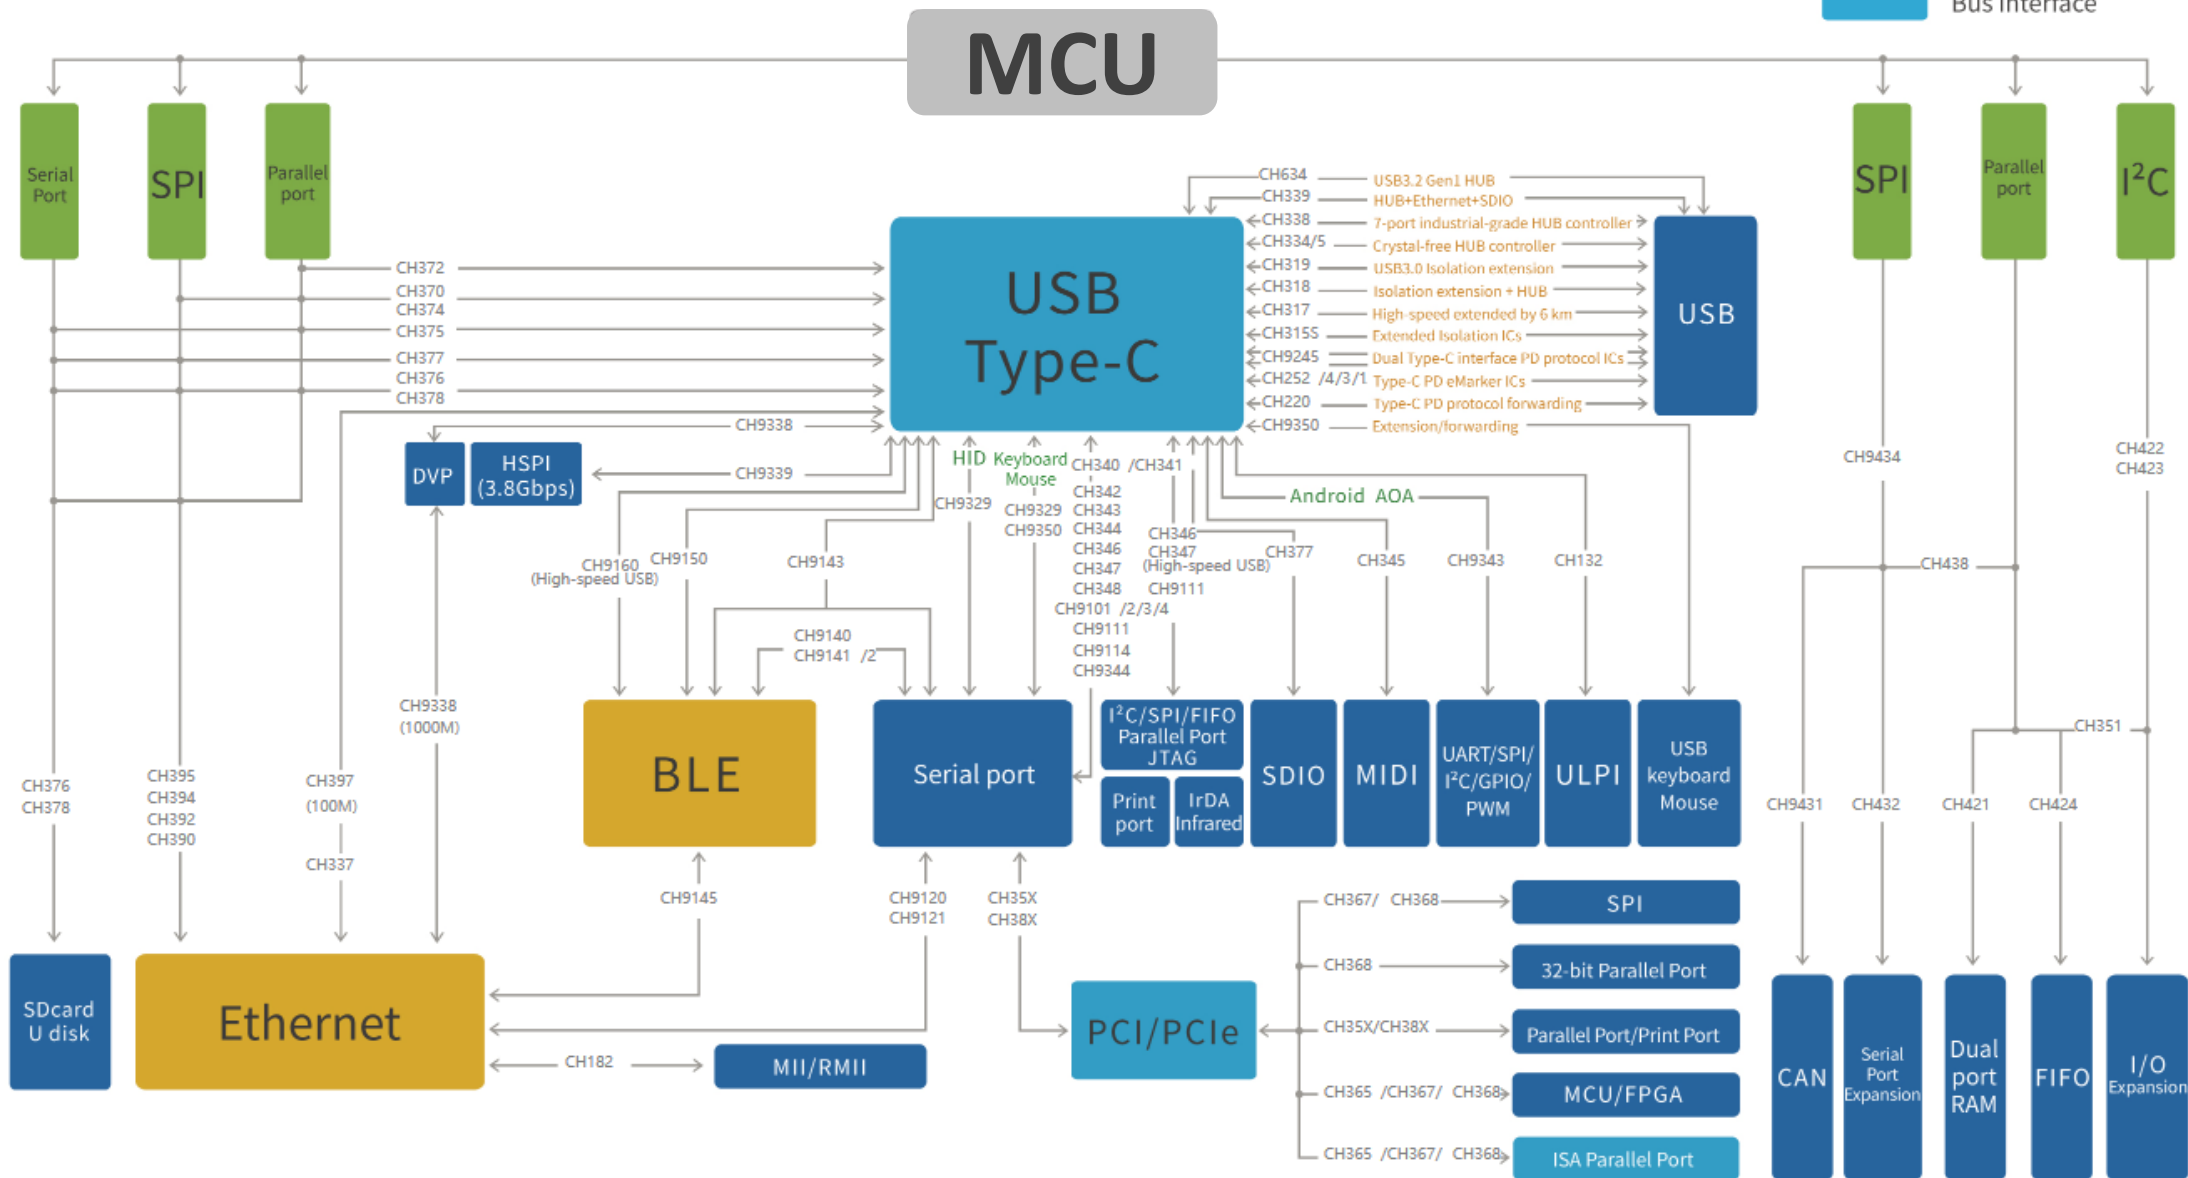 Bus Interface
MCU
Serial
Port
SPI
Parallel
port
SPI
Parallel
port
I²C
CH372
CH370
CH374
CH375
CH377
CH376
CH378
USB
Type-C
CH634 USB3.2 Gen1 HUB
CH339 HUB+Ethernet+SDIO
CH338 7-port industrial-grade HUB controller
CH334/5 Crystal-free HUB controller
CH319 USB3.0 Isolation extension
CH318 Isolation extension + HUB
CH317 High-speed extended by 6 km
CH315S Extended Isolation ICs
CH9245 Dual Type-C interface PD protocol ICs
CH252 /4/3/1 Type-C PD eMarker ICs
CH220 Type-C PD protocol forwarding
CH9350 Extension/forwarding
USB
CH9338
DVP
HSPI
(3.8Gbps)
CH9339
HID
CH9329
Keyboard
Mouse
CH9329
CH9350
CH340 /CH341
CH342
CH343
CH344
CH346
CH347
CH348
CH9101 /2/3/4
CH9111
CH9114
CH9344
CH346
CH347
(High-speed USB)
CH9111
CH377
Android AOA
CH345
CH9343
CH132
CH9160
(High-speed USB)
CH9150
CH9143
CH9140
CH9141 /2
CH9434
CH438
CH422
CH423
CH351
CH376
CH378
CH395
CH394
CH392
CH390
CH397
(100M)
CH337
CH9338
(1000M)
BLE
Serial port
I²C/SPI/FIFO
Parallel Port
JTAG
Print
port
IrDA
Infrared
SDIO
MIDI
UART/SPI/
I²C/GPIO/
PWM
ULPI
USB
keyboard
Mouse
CH9431
CH432
CH421
CH424
CH9145
CH9120
CH9121
CH35X
CH38X
SDcard
U disk
Ethernet
CH182
MII/RMII
PCI/PCIe
CH367/ CH368
SPI
CH368
32-bit Parallel Port
CH35X/CH38X
Parallel Port/Print Port
CH365 /CH367/ CH368
MCU/FPGA
CH365 /CH367/ CH368
ISA Parallel Port
CAN
Serial
Port
Expansion
Dual
port
RAM
FIFO
I/O
Expansion